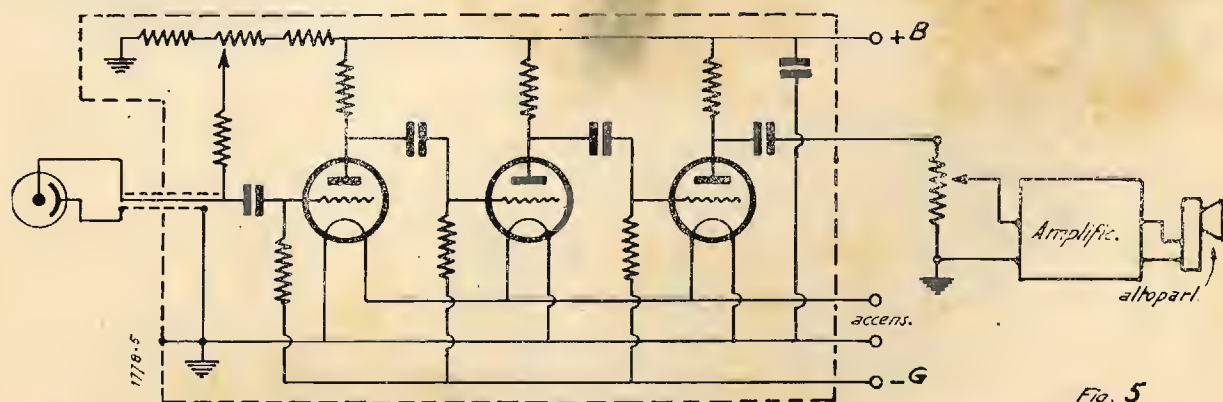 + B
Amplific.
altoparl.
accens.
1778-5
- G
Fig. 5